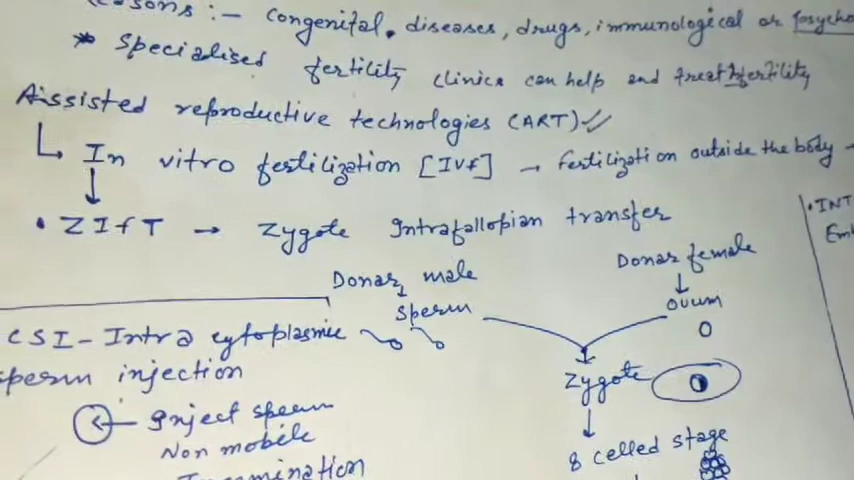 :- Congenital, diseases, drugs, immunological or Psycho
* Specialised fertility clinics can help and treat infertility
Assisted reproductive technologies (ART) ✓
In vitro fertilization [IVf] → fertilization outside the body →
• ZIfT → Zygote Intrafallopian transfer
Donar male
sperm
Donar female
ovum
Zygote
8 celled stage
CSI - Intra cytoplasmic
sperm injection
Inject sperm
Non mobile
• INT
Emb